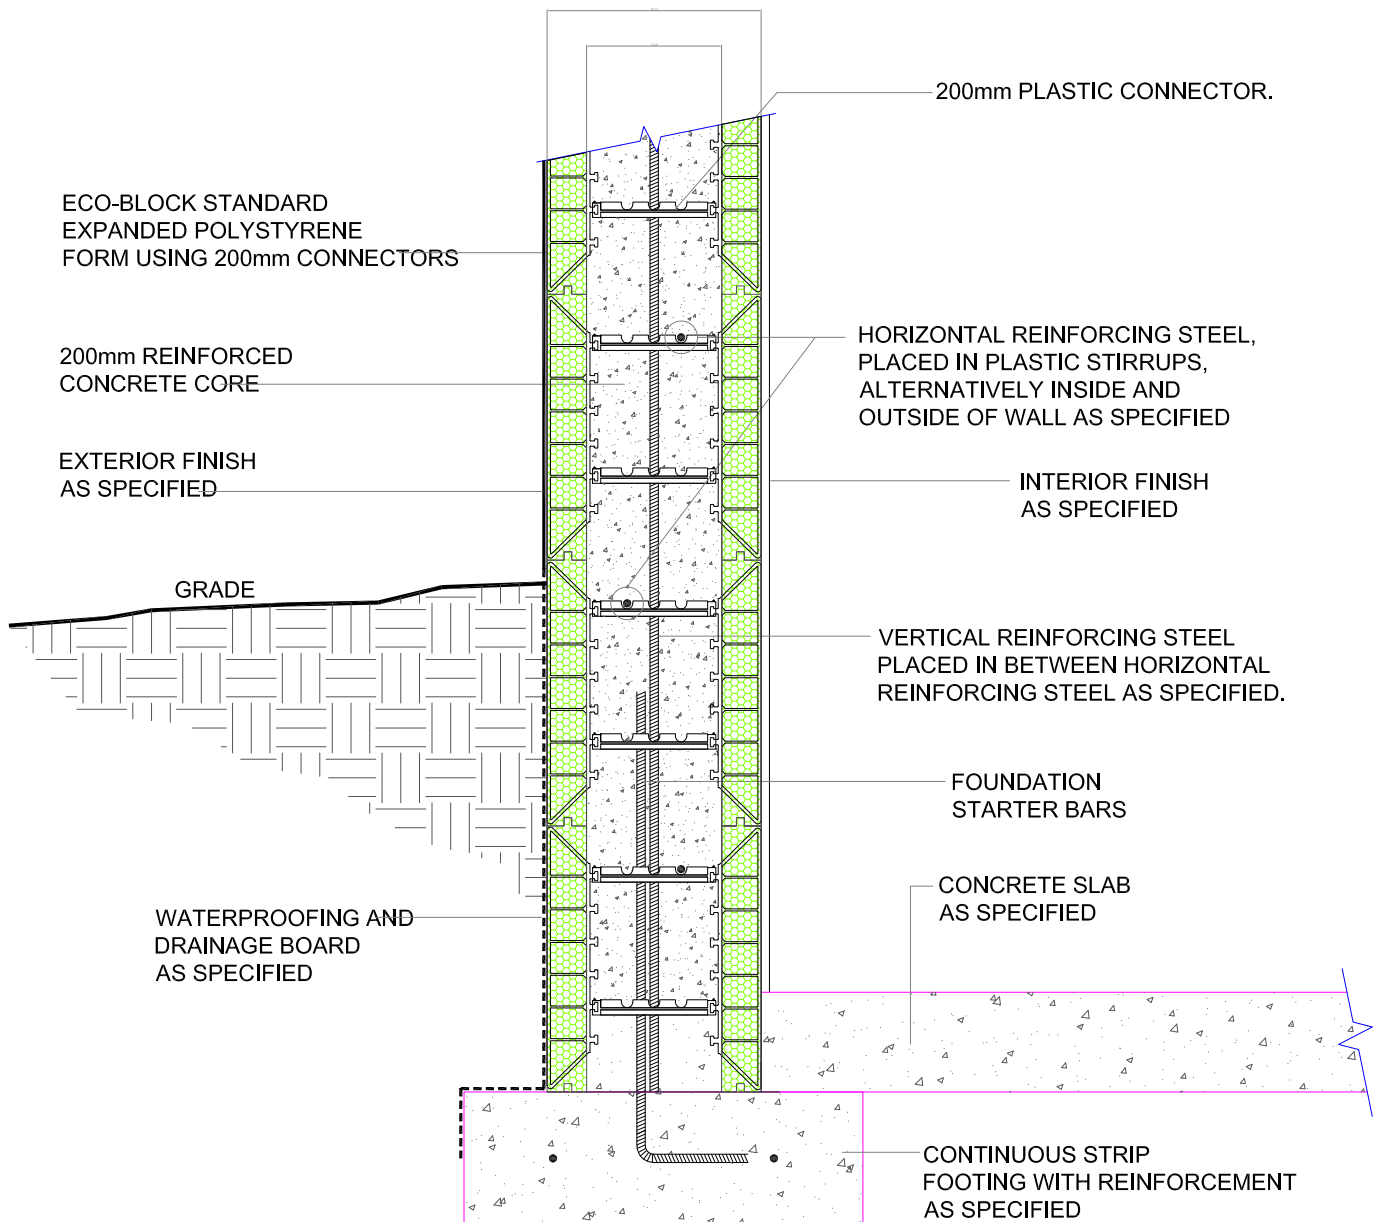 200mm PLASTIC CONNECTOR.
ECO-BLOCK STANDARD
EXPANDED POLYSTYRENE
FORM USING 200mm CONNECTORS
HORIZONTAL REINFORCING STEEL,
PLACED IN PLASTIC STIRRUPS,
ALTERNATIVELY INSIDE AND
OUTSIDE OF WALL AS SPECIFIED
200mm REINFORCED
CONCRETE CORE
EXTERIOR FINISH
AS SPECIFIED
INTERIOR FINISH
AS SPECIFIED
GRADE
VERTICAL REINFORCING STEEL
PLACED IN BETWEEN HORIZONTAL
REINFORCING STEEL AS SPECIFIED.
FOUNDATION
STARTER BARS
CONCRETE SLAB
AS SPECIFIED
WATERPROOFING AND
DRAINAGE BOARD
AS SPECIFIED
CONTINUOUS STRIP
FOOTING WITH REINFORCEMENT
AS SPECIFIED